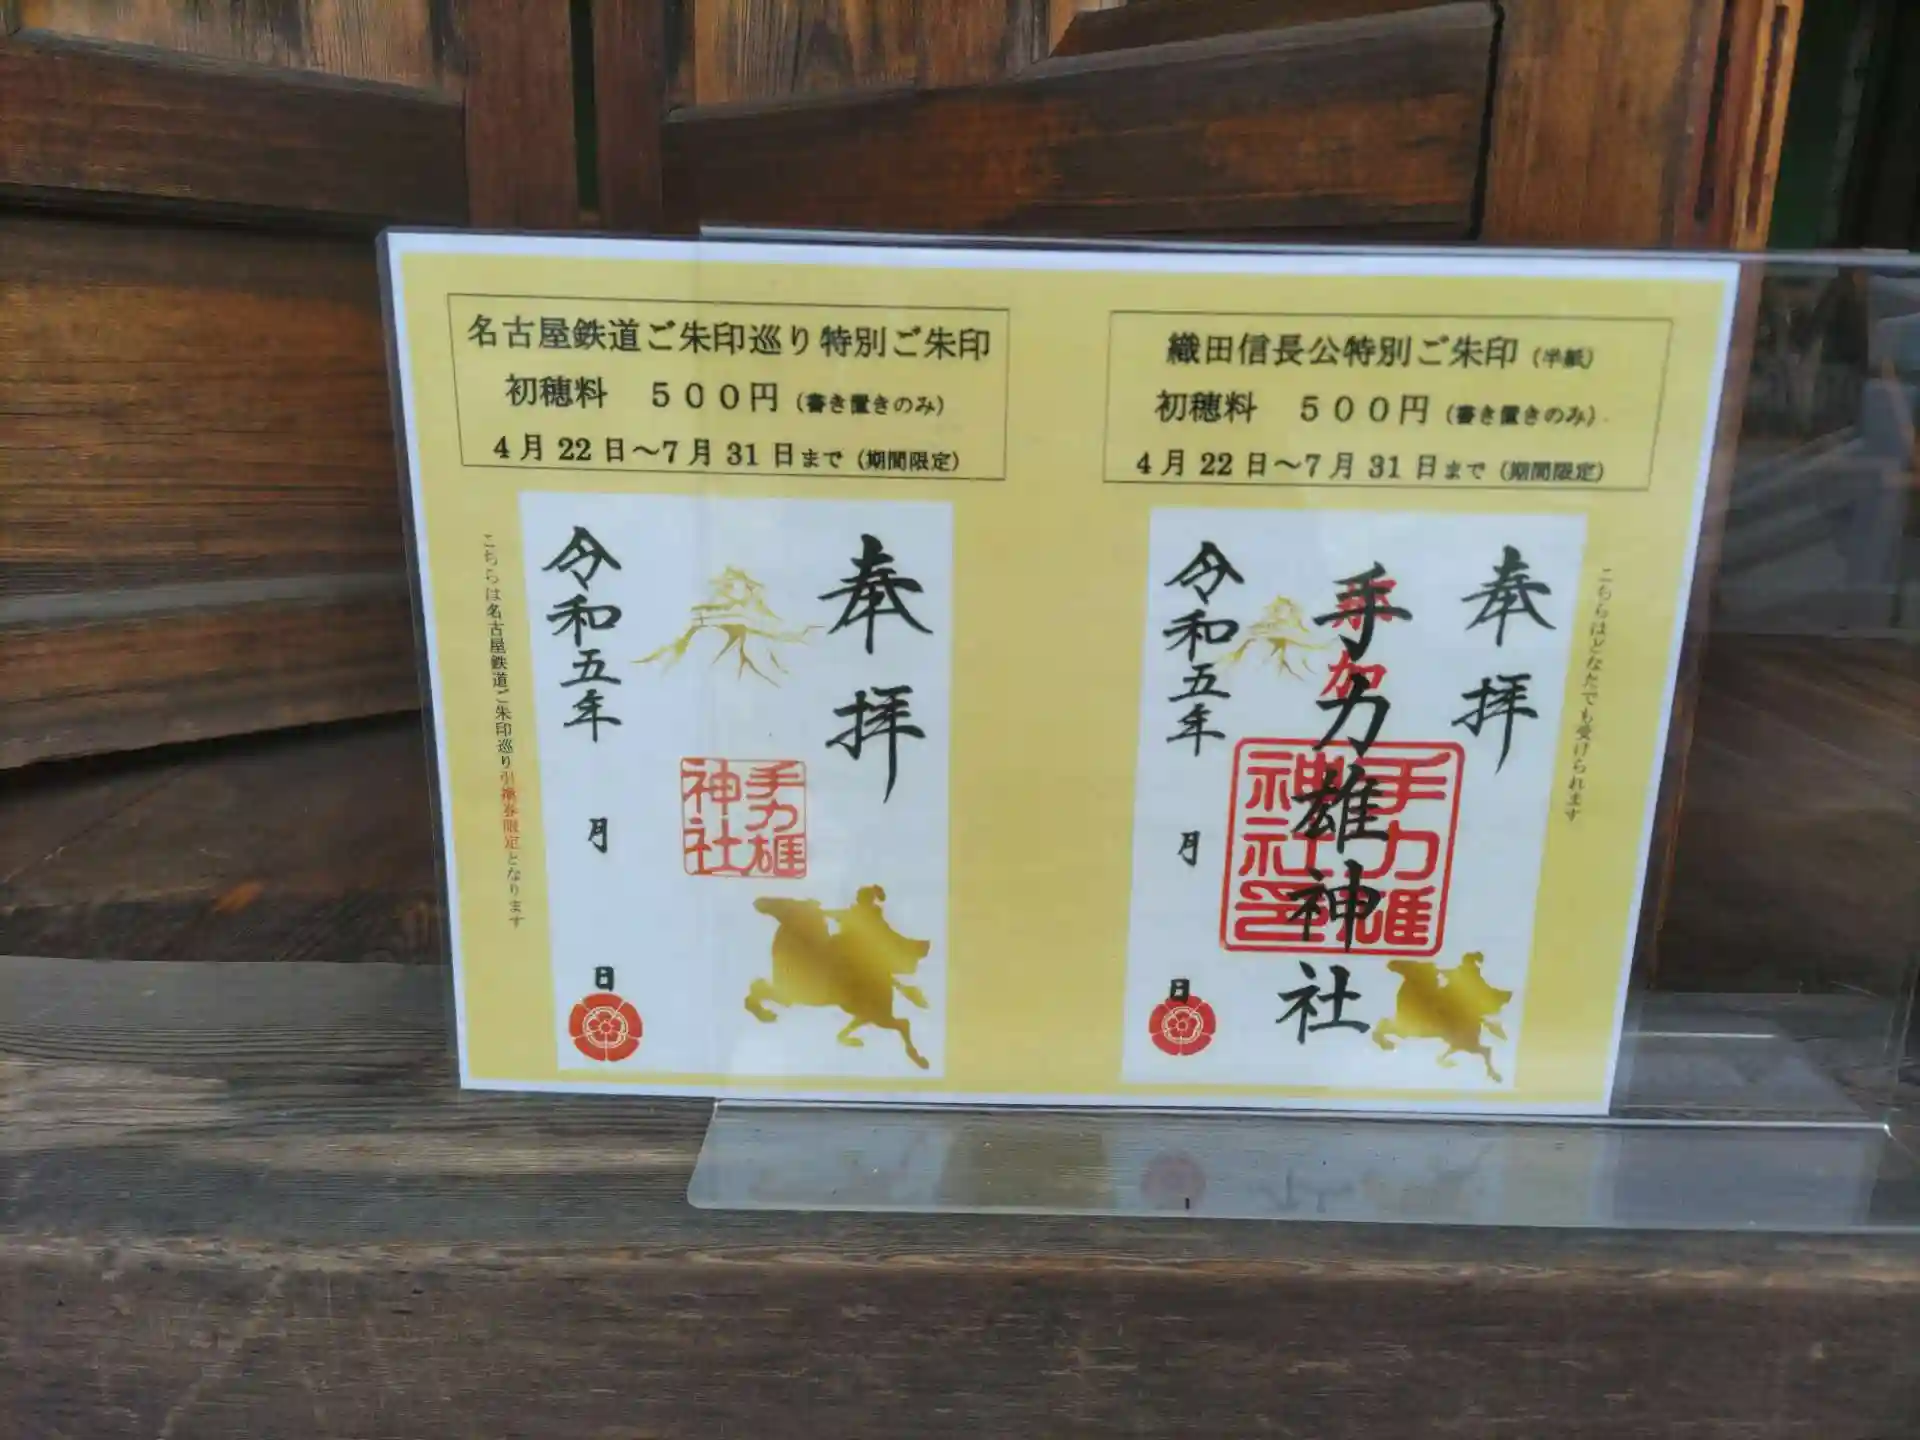 名古屋鉄道ご朱印巡り特別ご朱印
初穂料 500円(書き置きのみ)
4月22日～7月31日まで(期間限定)
こちらは名古屋鉄道ご朱印巡り引換券限定となります
奉拝
手力雄
神社
令和五年 月 日
織田信長公特別ご朱印(半紙)
初穂料 500円(書き置きのみ)
4月22日～7月31日まで(期間限定)
こちらはどなたでも受けられます
奉拝
手力雄神社
手力雄
神社印
令和五年 月 日